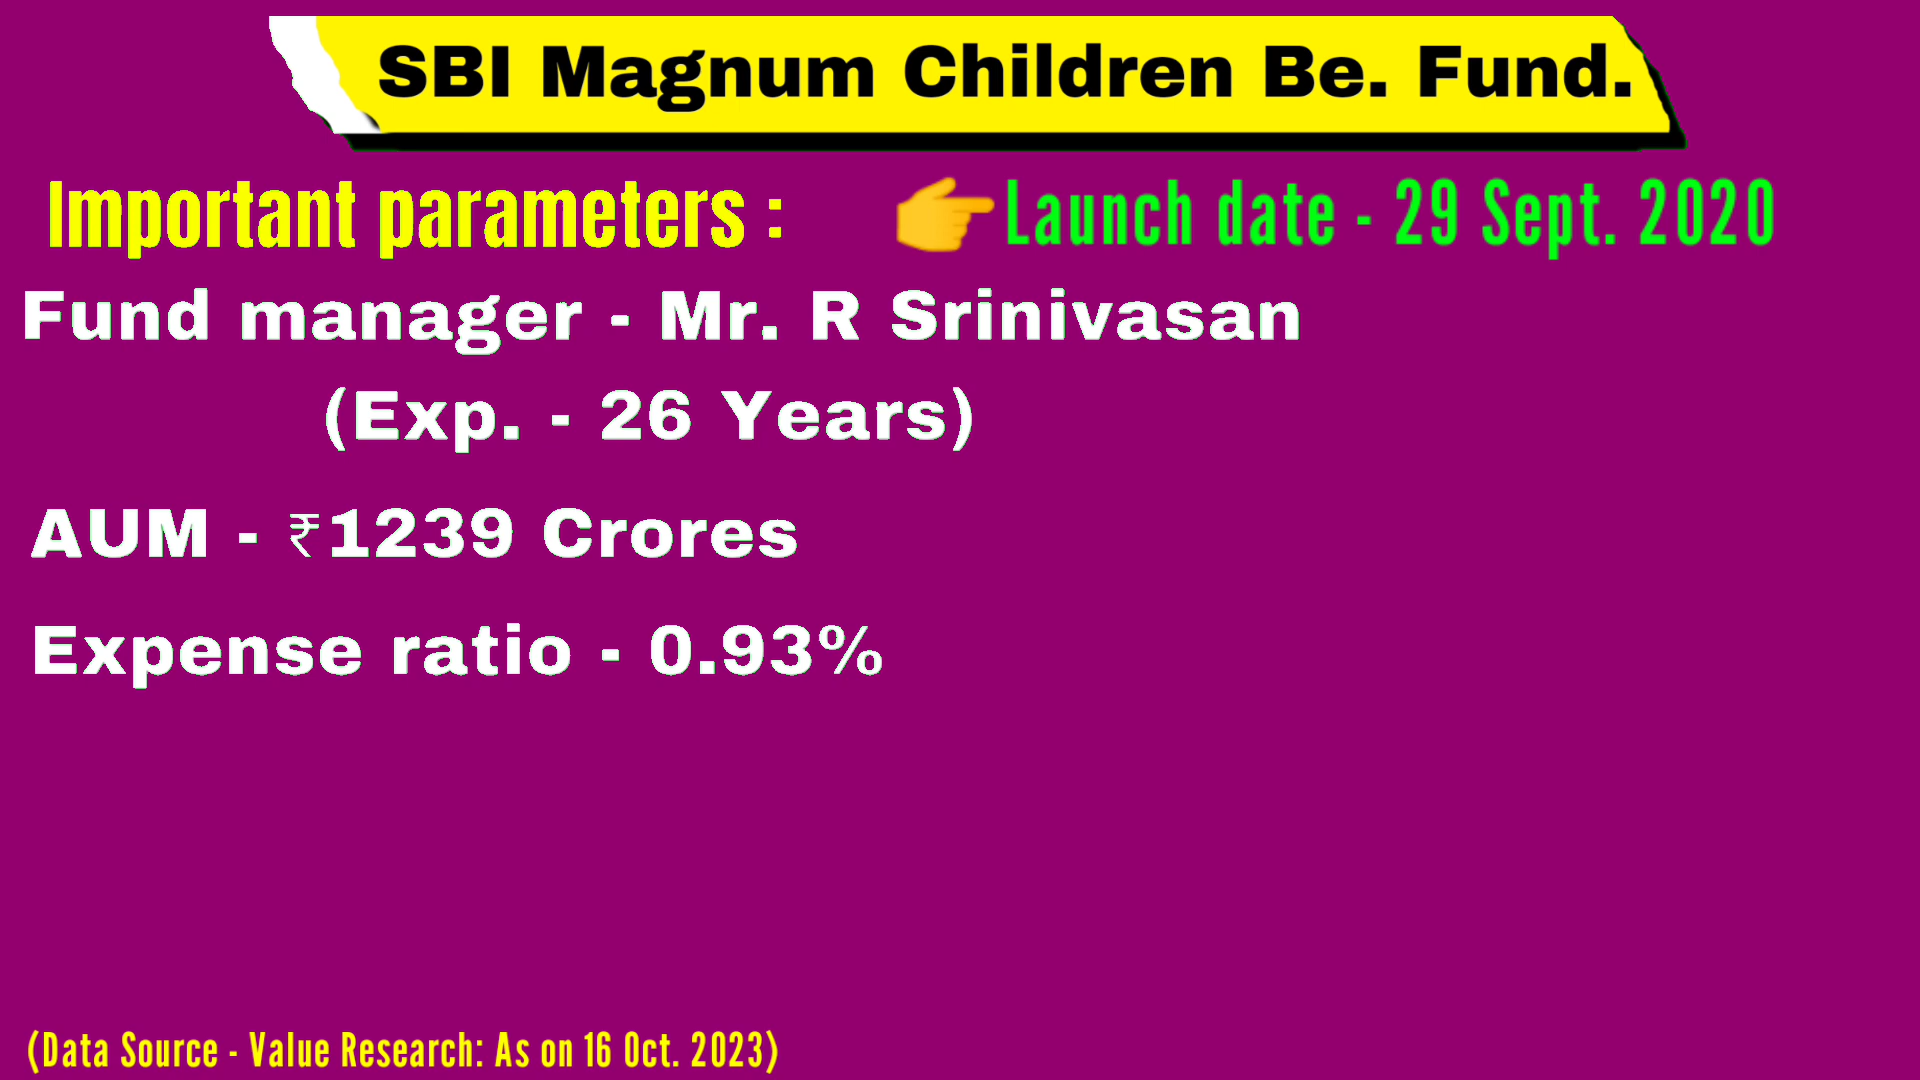 SBI Magnum Children Be. Fund.
Important parameters :
👉Launch date - 29 Sept. 2020
Fund manager - Mr. R Srinivasan
(Exp. - 26 Years)
AUM - ₹1239 Crores
Expense ratio - 0.93%
(Data Source - Value Research: As on 16 Oct. 2023)